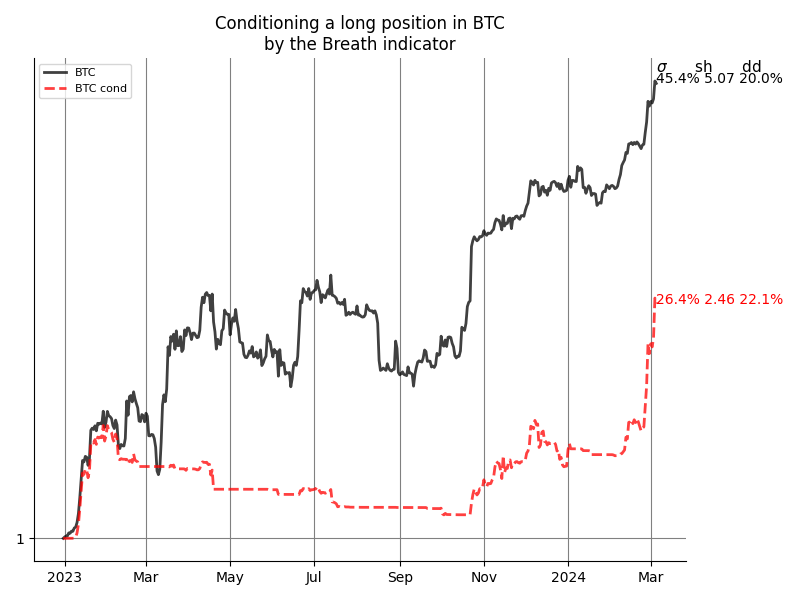 Conditioning a long position in BTC
by the Breath indicator
σ sh dd
BTC
BTC cond
45.4% 5.07 20.0%
26.4% 2.46 22.1%
1
2023 Mar May Jul Sep Nov 2024 Mar